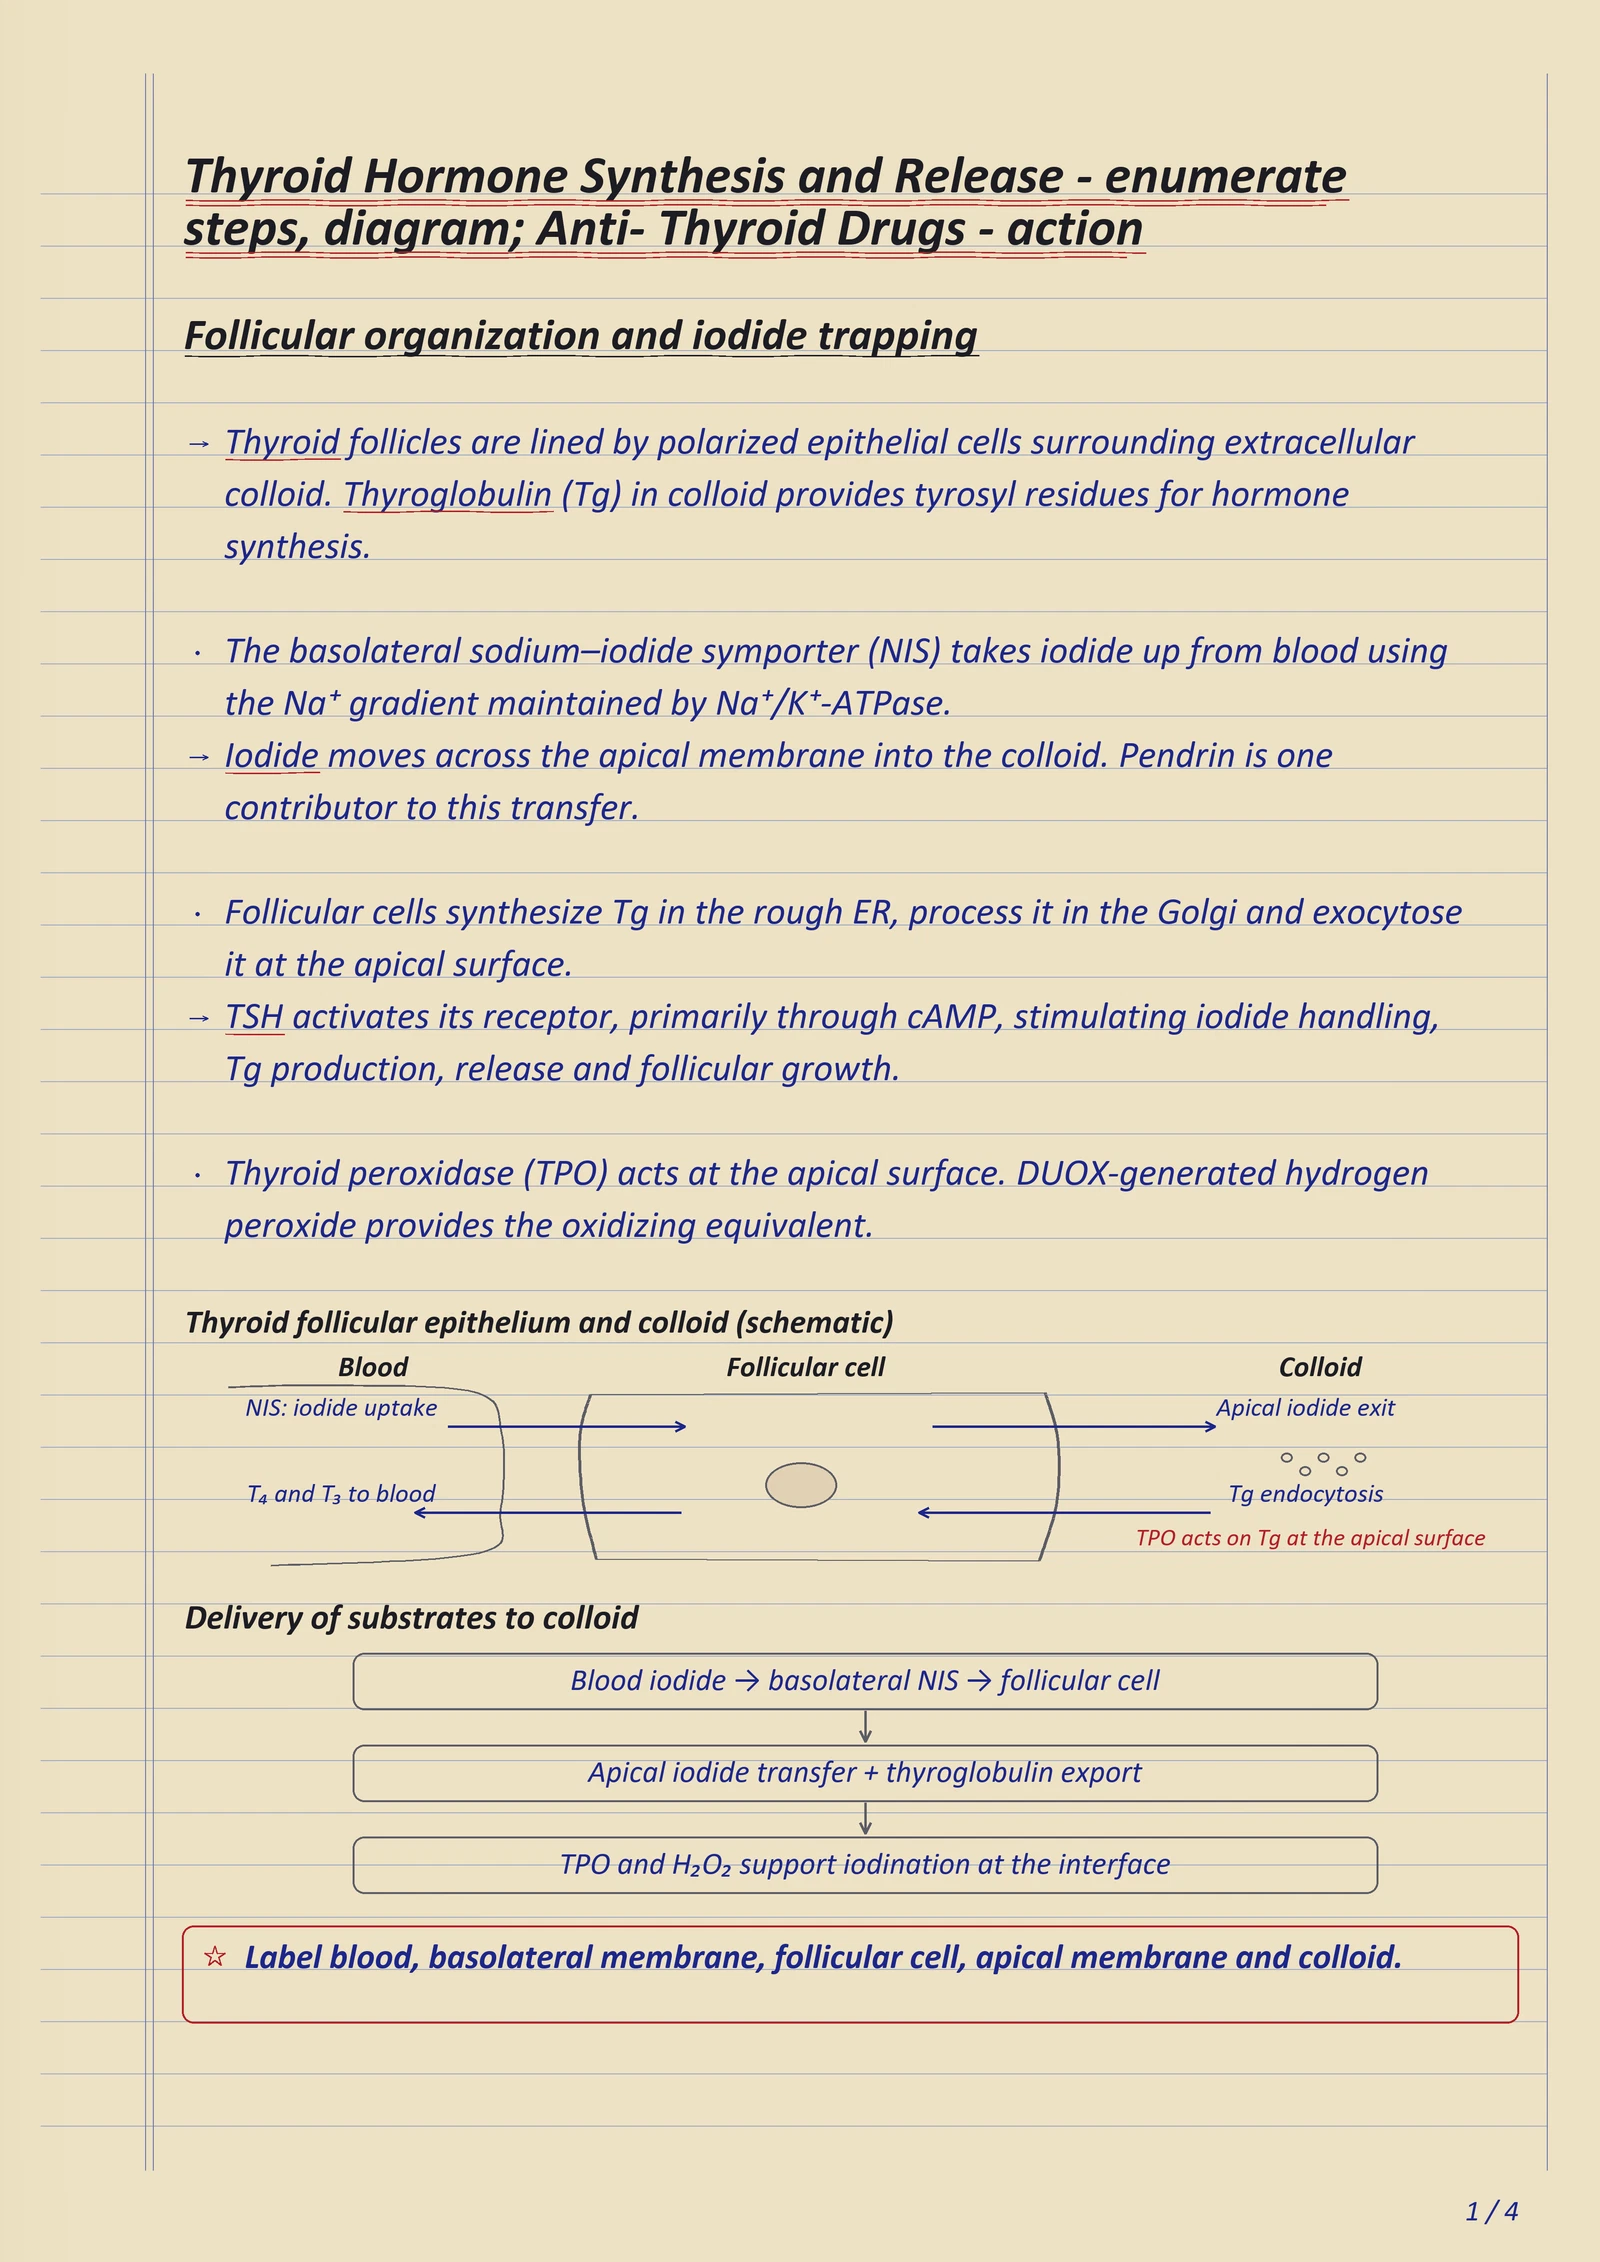 Thyroid Hormone Synthesis and Release - enumerate
steps, diagram; Anti- Thyroid Drugs - action
Follicular organization and iodide trapping
→ Thyroid follicles are lined by polarized epithelial cells surrounding extracellular
colloid. Thyroglobulin (Tg) in colloid provides tyrosyl residues for hormone
synthesis.
· The basolateral sodium–iodide symporter (NIS) takes iodide up from blood using
the Na⁺ gradient maintained by Na⁺/K⁺-ATPase.
→ Iodide moves across the apical membrane into the colloid. Pendrin is one
contributor to this transfer.
· Follicular cells synthesize Tg in the rough ER, process it in the Golgi and exocytose
it at the apical surface.
→ TSH activates its receptor, primarily through cAMP, stimulating iodide handling,
Tg production, release and follicular growth.
· Thyroid peroxidase (TPO) acts at the apical surface. DUOX-generated hydrogen
peroxide provides the oxidizing equivalent.
Thyroid follicular epithelium and colloid (schematic)
Blood Follicular cell Colloid
NIS: iodide uptake Apical iodide exit
T₄ and T₃ to blood Tg endocytosis
TPO acts on Tg at the apical surface
Delivery of substrates to colloid
Blood iodide → basolateral NIS → follicular cell
Apical iodide transfer + thyroglobulin export
TPO and H₂O₂ support iodination at the interface
☆ Label blood, basolateral membrane, follicular cell, apical membrane and colloid.
1 / 4